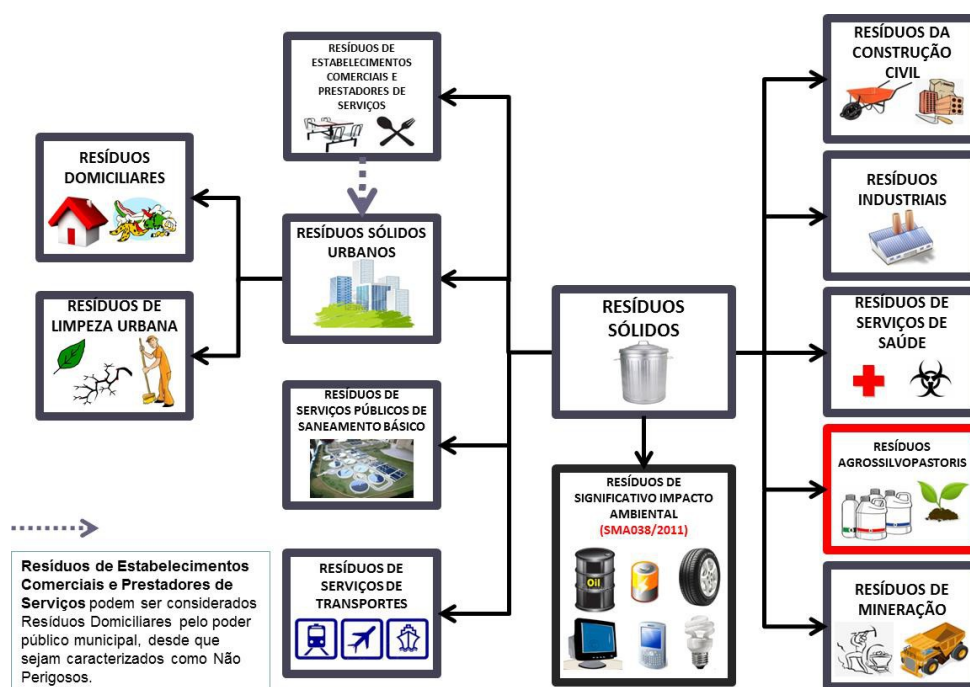 RESÍDUOS DE
ESTABELECIMENTOS
COMERCIAIS E
PRESTADORES DE
SERVIÇOS
RESÍDUOS
DOMICILIARES
RESÍDUOS SÓLIDOS
URBANOS
RESÍDUOS DE
LIMPEZA URBANA
RESÍDUOS DE
SERVIÇOS PÚBLICOS DE
SANEAMENTO BÁSICO
RESÍDUOS DE
SERVIÇOS DE
TRANSPORTES
Resíduos de Estabelecimentos
Comerciais e Prestadores de
Serviços podem ser considerados
Resíduos Domiciliares pelo poder
público municipal, desde que
sejam caracterizados como Não
Perigosos.
RESÍDUOS
SÓLIDOS
RESÍDUOS DE
SIGNIFICATIVO IMPACTO
AMBIENTAL
(SMA038/2011)
Oil
RESÍDUOS DA
CONSTRUÇÃO
CIVIL
RESÍDUOS
INDUSTRIAIS
RESÍDUOS DE
SERVIÇOS DE
SAÚDE
RESÍDUOS
AGROSSILVOPASTORIS
RESÍDUOS DE
MINERAÇÃO